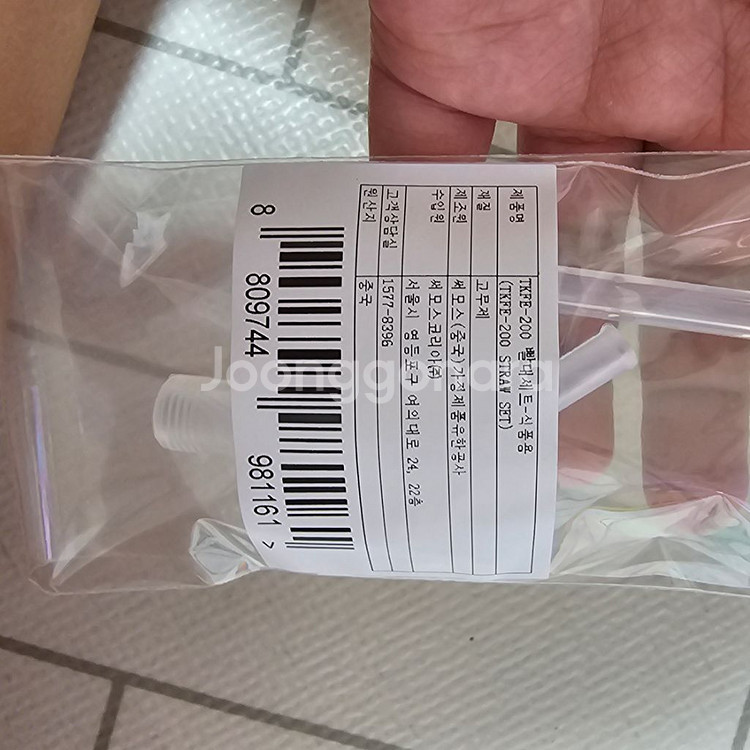 제품명 TKFE-200 빨대세트-식품용
(TKFE-200 STRAW SET)
재질 고무제
제조원 써모스(중국)가정제품유한공사
수입원 써모스코리아㈜
서울시 영등포구 여의대로 24, 22층
고객상담실 1577-8396
원산지 중국
8 809744 981161 >
Joonggonara